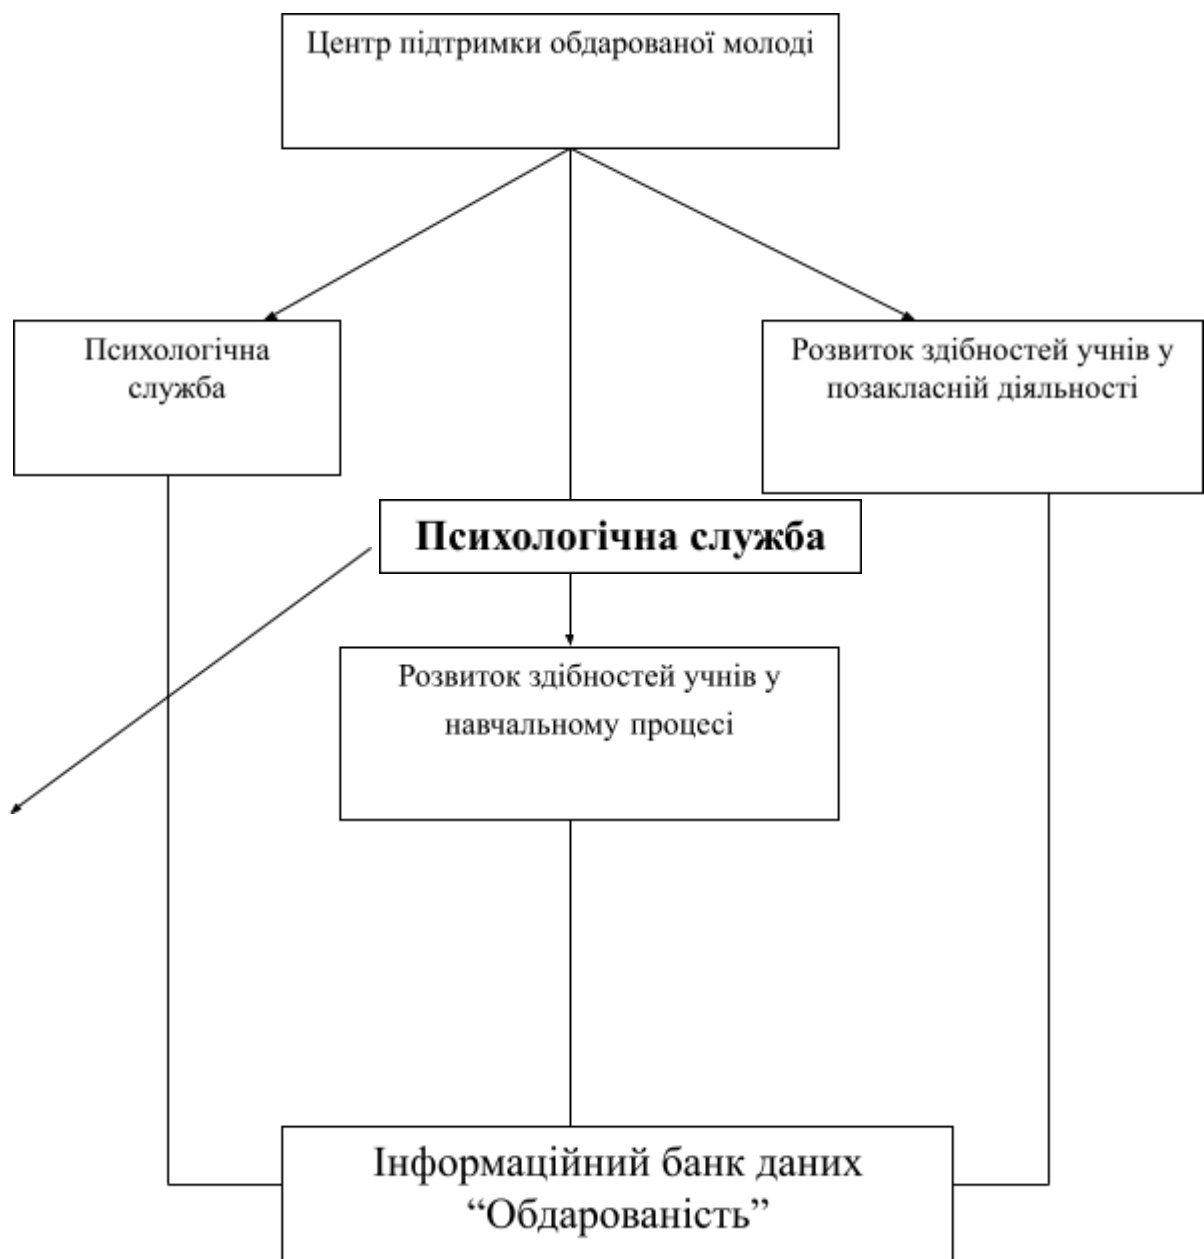 Центр підтримки обдарованої молоді
Психологічна
служба
Розвиток здібностей учнів у
позакласній діяльності
Психологічна служба
Розвиток здібностей учнів у
навчальному процесі
Інформаційний банк даних
“Обдарованість”